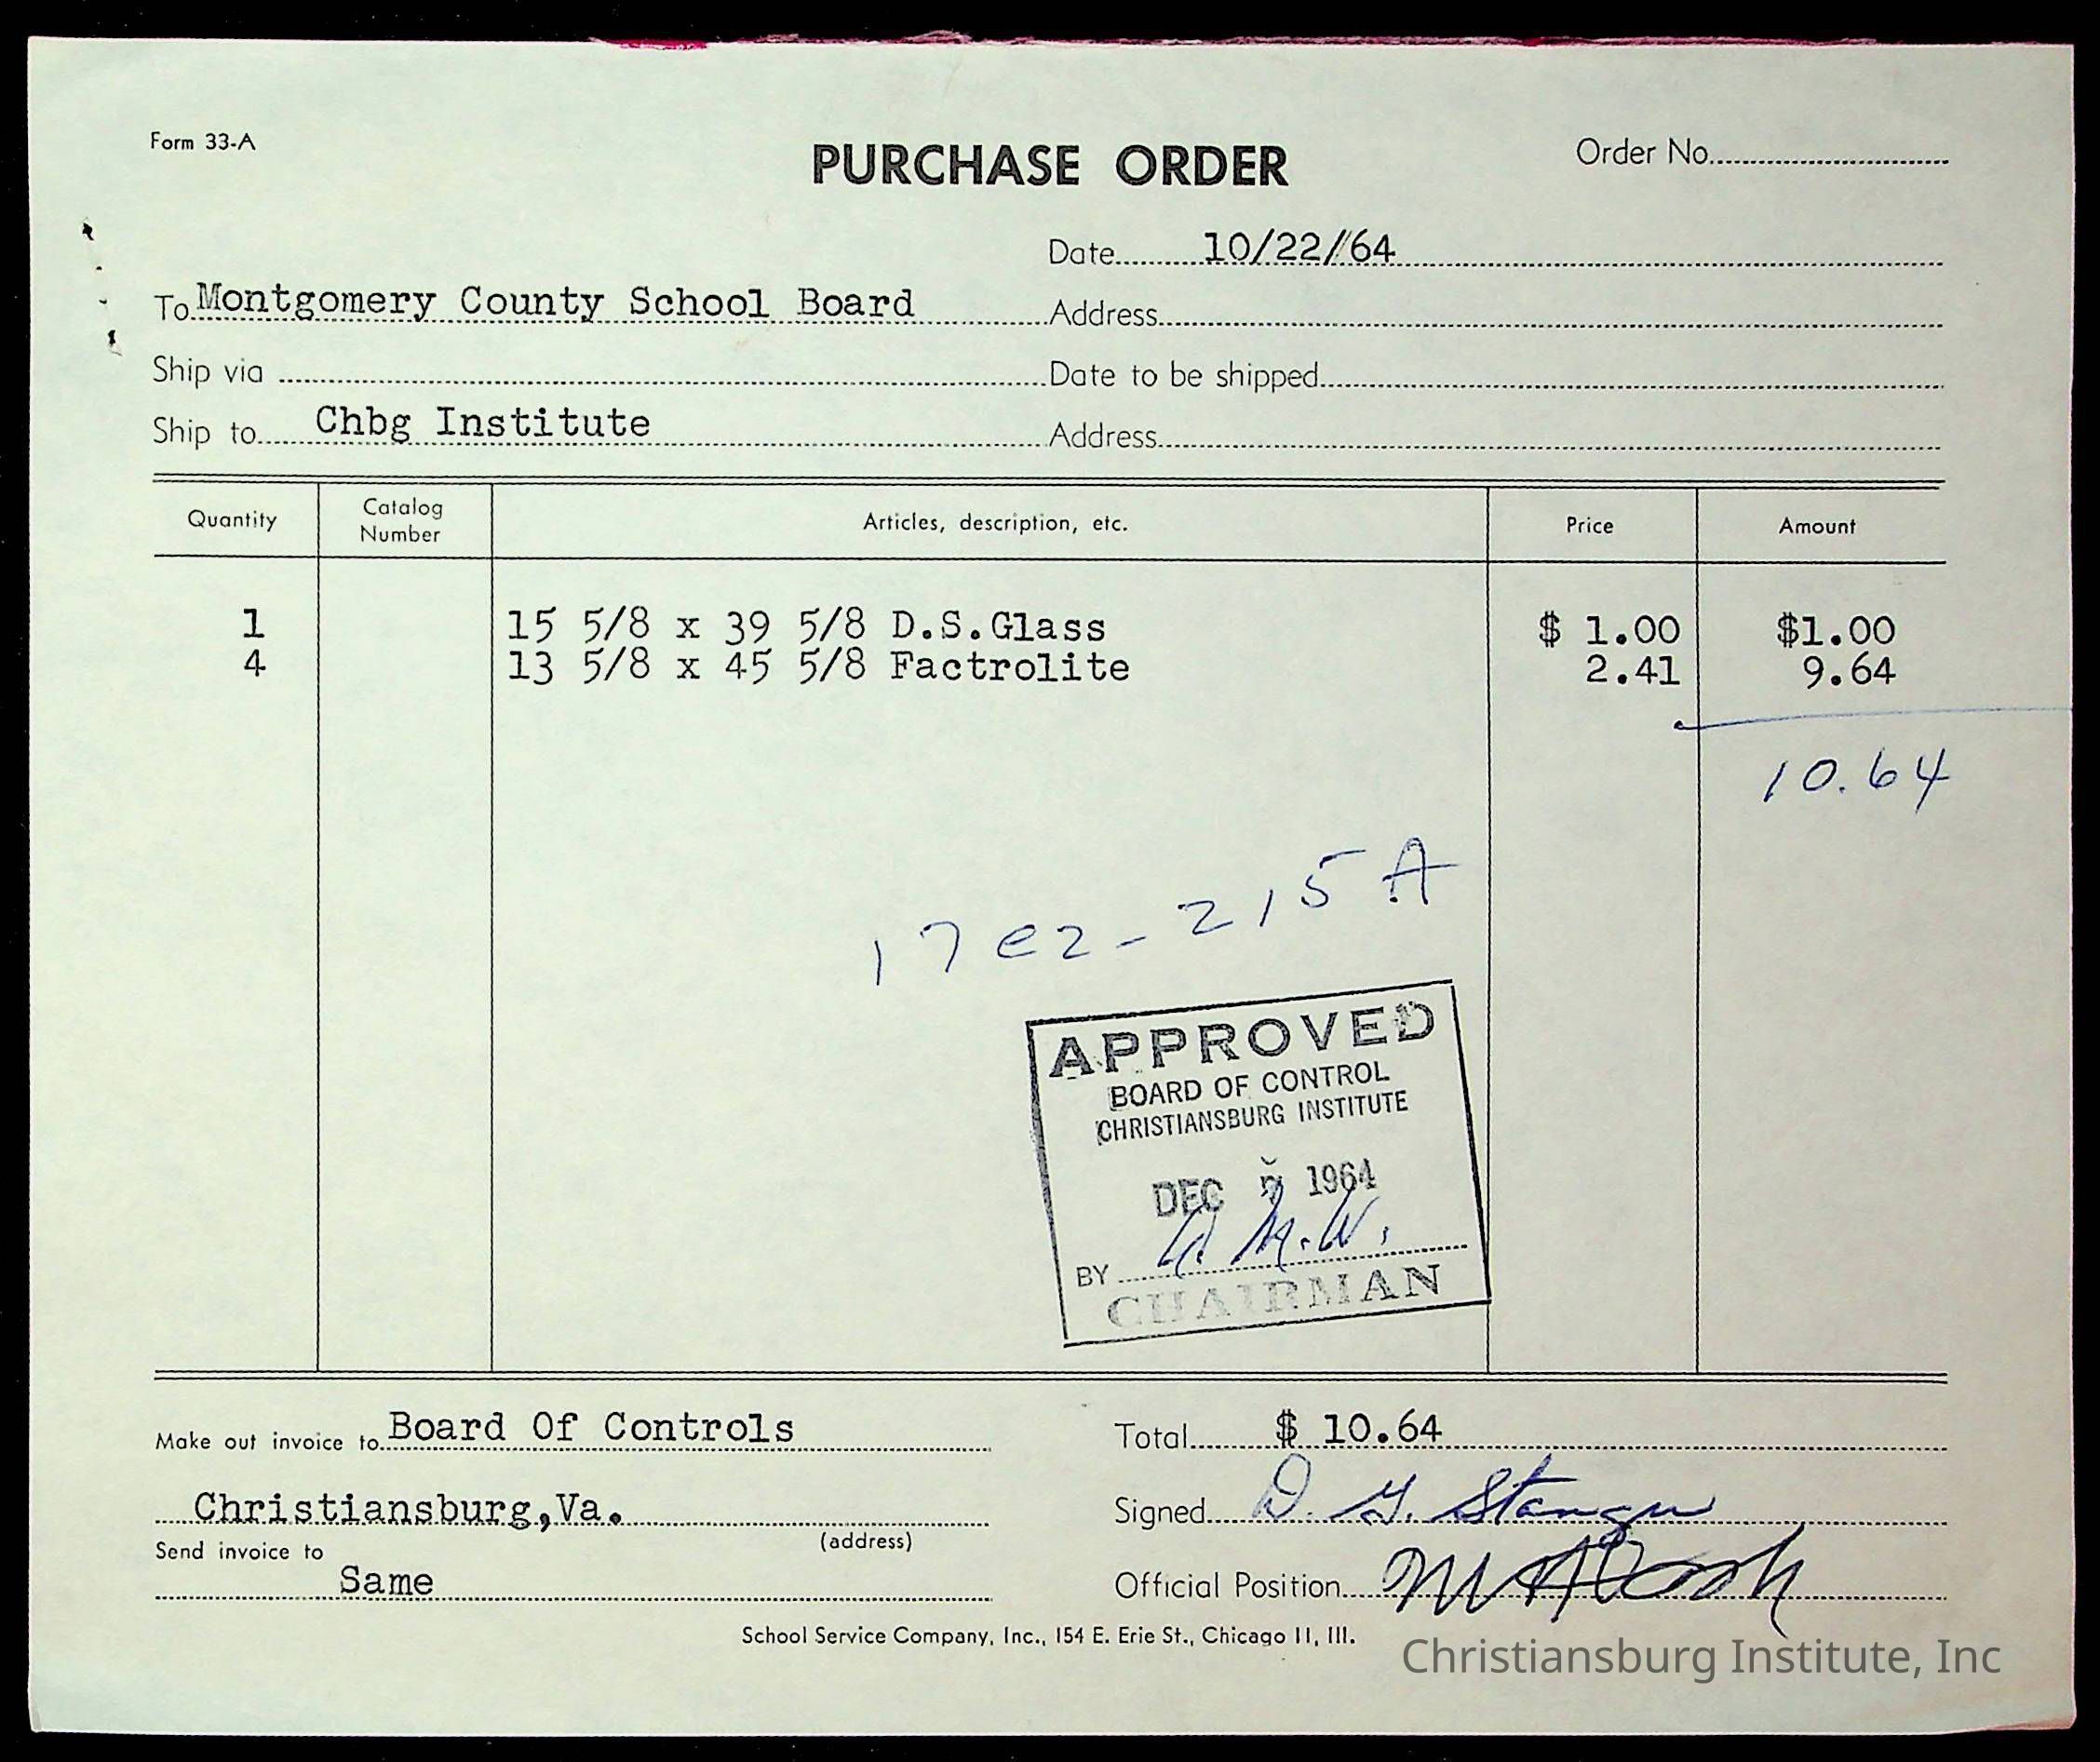 Form 33-A
PURCHASE ORDER
Order No.
Date 10/22/64
To Montgomery County School Board Address
Ship via Date to be shipped
Ship to Chbg Institute Address
Quantity Catalog Number Articles, description, etc. Price Amount
1 15 5/8 x 39 5/8 D.S.Glass $ 1.00 $1.00
4 13 5/8 x 45 5/8 Factrolite 2.41 9.64
10.64
17e2-215A
APPROVED
BOARD OF CONTROL
CHRISTIANSBURG INSTITUTE
DEC 1964
BY
CHAIRMAN
Make out invoice to Board Of Controls Total $ 10.64
Christiansburg,Va. Signed
(address)
Send invoice to
Same Official Position
School Service Company, Inc., 154 E. Erie St., Chicago 11, Ill.
Christiansburg Institute, Inc